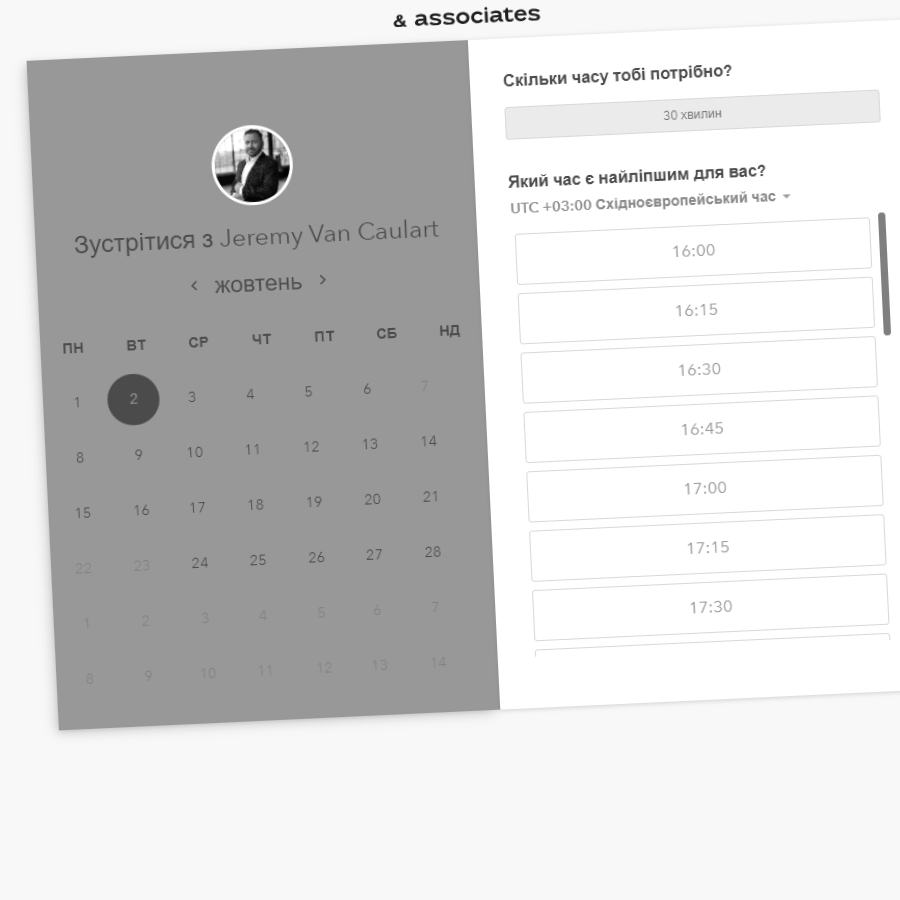 & associates
Зустрітися з Jeremy Van Caulart
жовтень
ПН ВТ СР ЧТ ПТ СБ НД
1 2 3 4 5 6 7
8 9 10 11 12 13 14
15 16 17 18 19 20 21
22 23 24 25 26 27 28
1 2 3 4 5 6 7
8 9 10 11 12 13 14
Скільки часу тобі потрібно?
30 хвилин
Який час є найліпшим для вас?
UTC +03:00 Східноєвропейський час
16:00
16:15
16:30
16:45
17:00
17:15
17:30